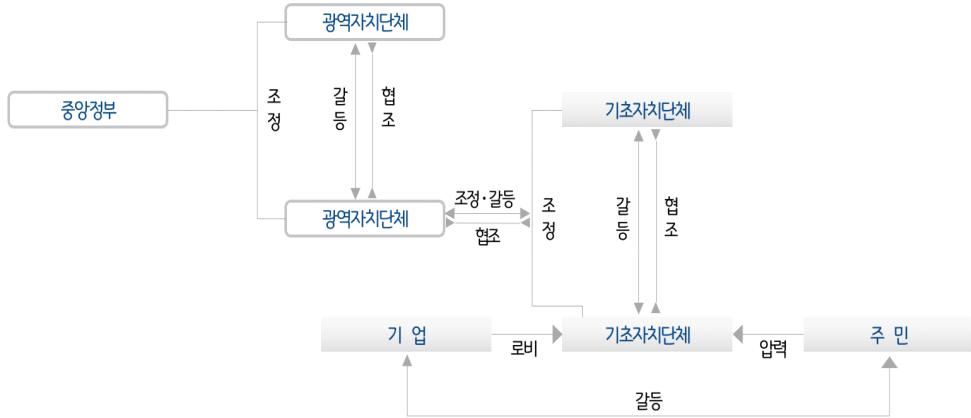 광역자치단체
중앙정부
조정
갈등
협조
기초자치단체
광역자치단체
조정·갈등
협조
조정
갈등
협조
기 업
로비
기초자치단체
압력
주 민
갈등